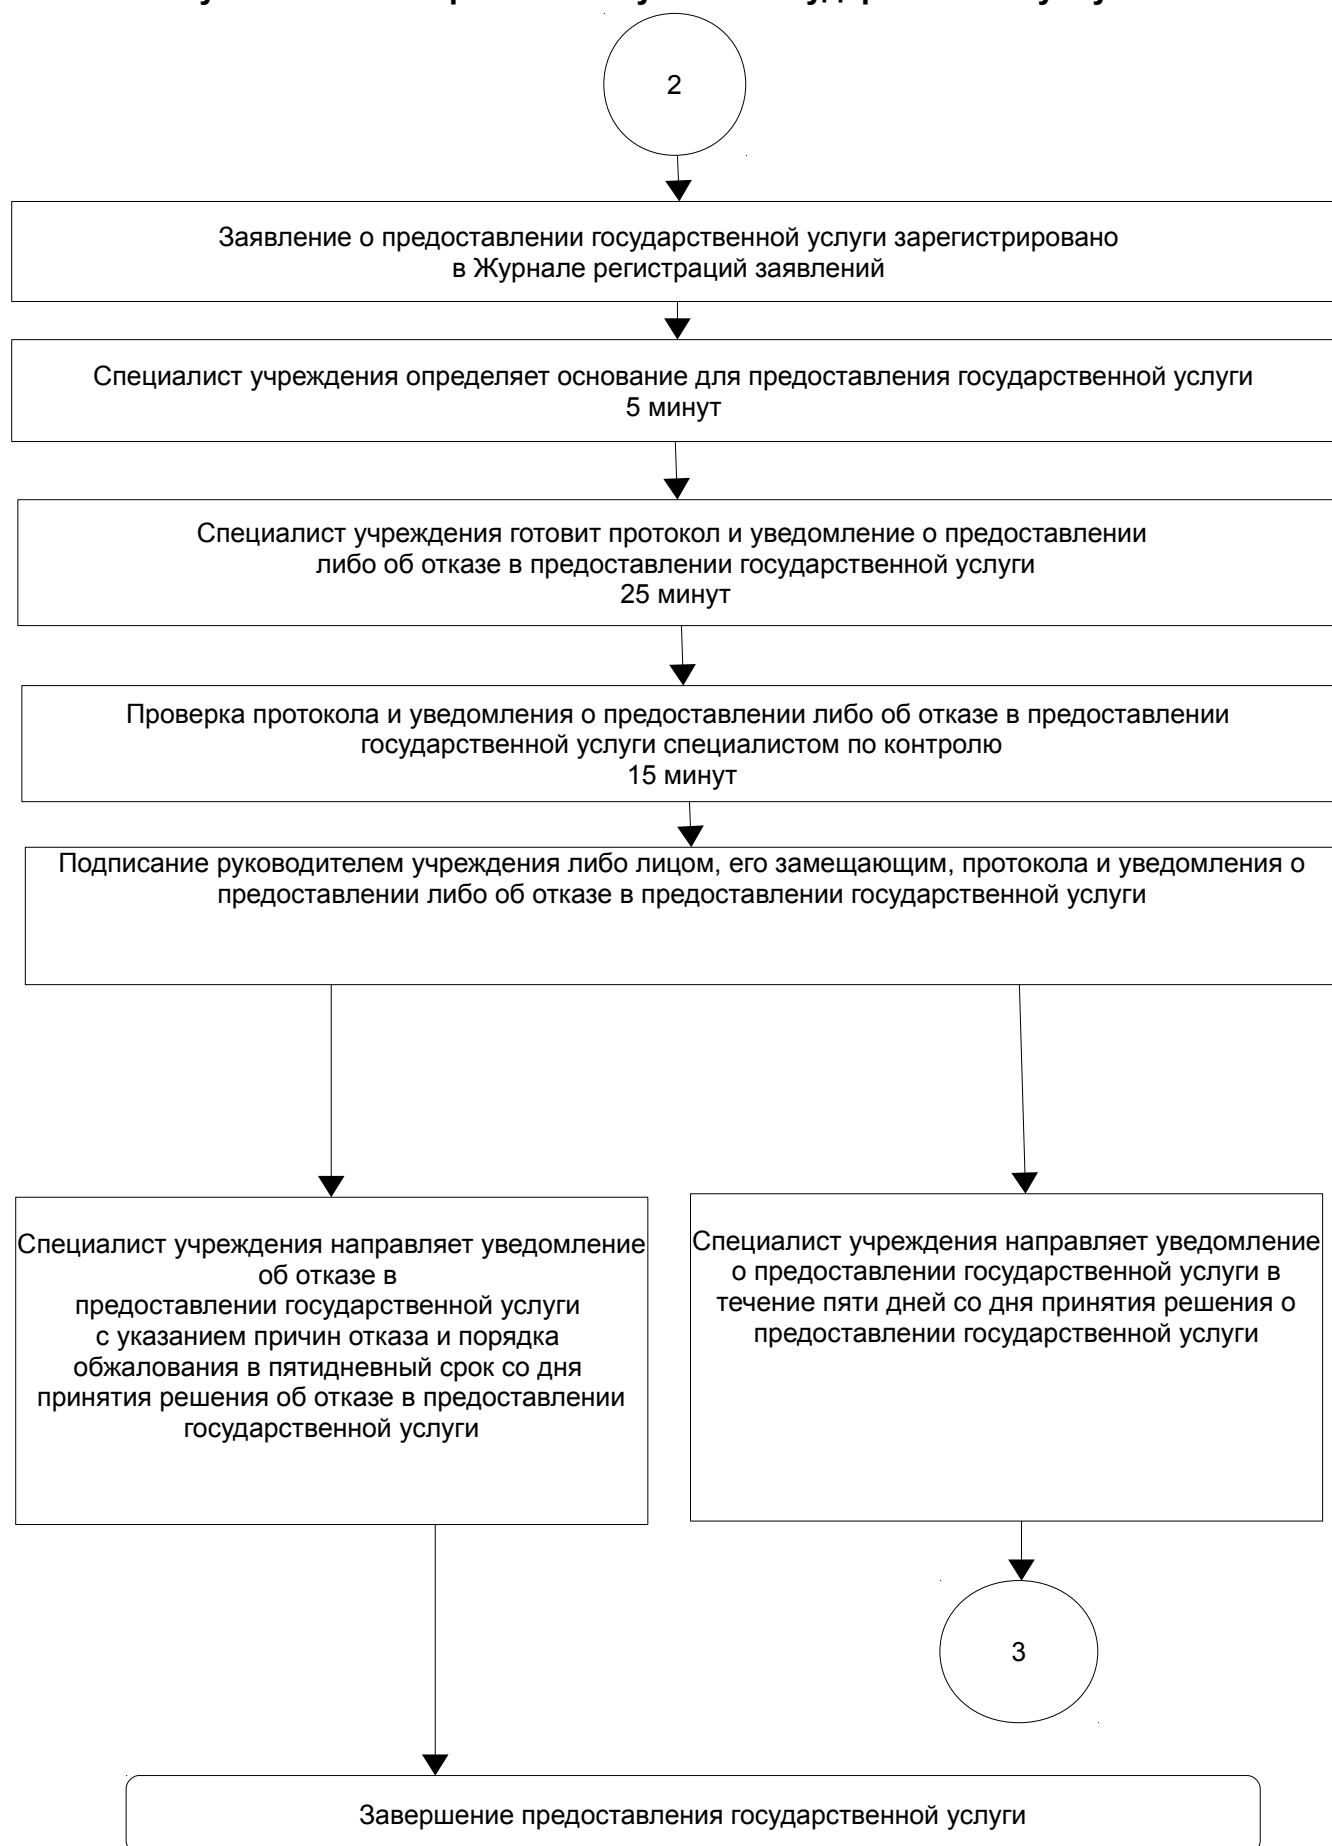 2
Заявление о предоставлении государственной услуги зарегистрировано
в Журнале регистраций заявлений
Специалист учреждения определяет основание для предоставления государственной услуги
5 минут
Специалист учреждения готовит протокол и уведомление о предоставлении
либо об отказе в предоставлении государственной услуги
25 минут
Проверка протокола и уведомления о предоставлении либо об отказе в предоставлении
государственной услуги специалистом по контролю
15 минут
Подписание руководителем учреждения либо лицом, его замещающим, протокола и уведомления о
предоставлении либо об отказе в предоставлении государственной услуги
Специалист учреждения направляет уведомление
об отказе в
предоставлении государственной услуги
с указанием причин отказа и порядка
обжалования в пятидневный срок со дня
принятия решения об отказе в предоставлении
государственной услуги
Специалист учреждения направляет уведомление
о предоставлении государственной услуги в
течение пяти дней со дня принятия решения о
предоставлении государственной услуги
3
Завершение предоставления государственной услуги